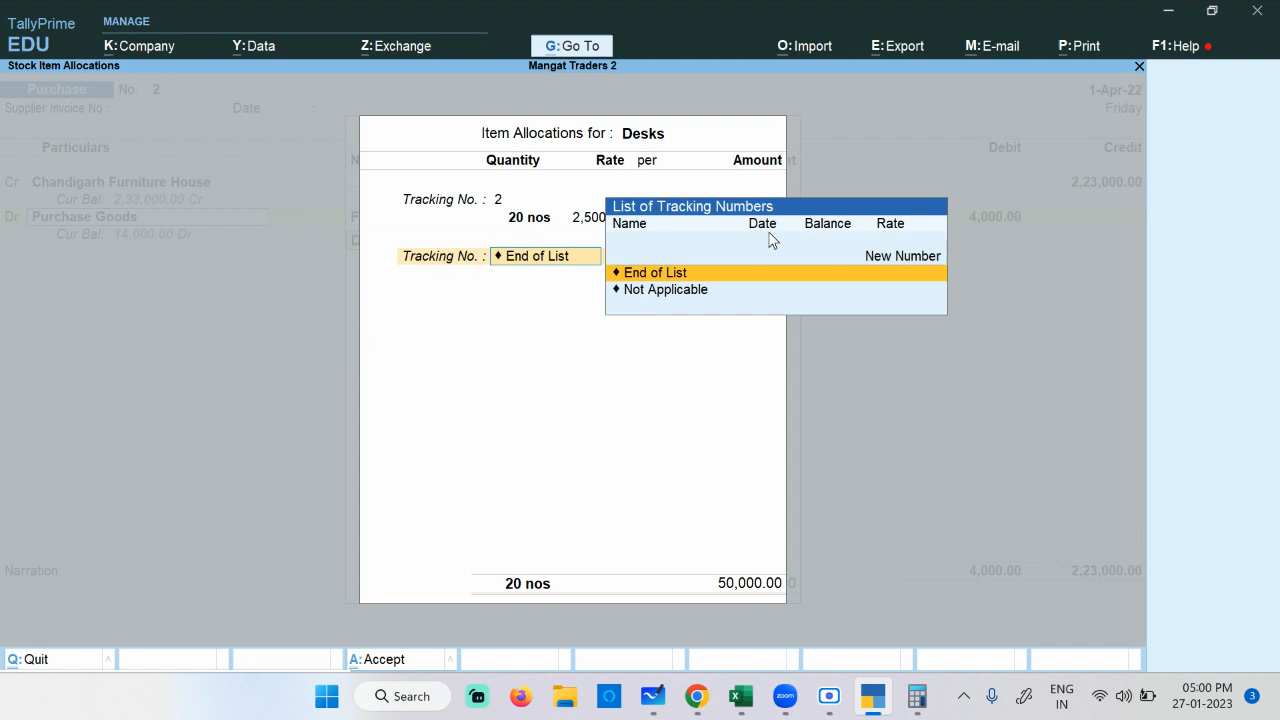 TallyPrime
EDU
MANAGE
K:Company Y:Data Z:Exchange G:Go To O:Import E:Export M:E-mail P:Print F1:Help
Stock Item Allocations Mangat Traders 2
Purchase No. 2 1-Apr-22
Supplier Invoice No.: Date : Friday
Particulars Debit Credit
Cr Chandigarh Furniture House 2,23,000.00
Cur Bal: 2,33,000.00 Cr
Dr Purchase Goods 4,000.00
Cur Bal: 14,000.00 Dr
Item Allocations for : Desks
Quantity Rate per Amount
Tracking No. : 2
20 nos 2,500
Tracking No. : ♦ End of List
List of Tracking Numbers
Name Date Balance Rate
New Number
♦ End of List
♦ Not Applicable
20 nos 50,000.00
Narration: 4,000.00 2,23,000.00
Q:Quit A:Accept
Search
ENG
IN
05:00 PM
27-01-2023
3